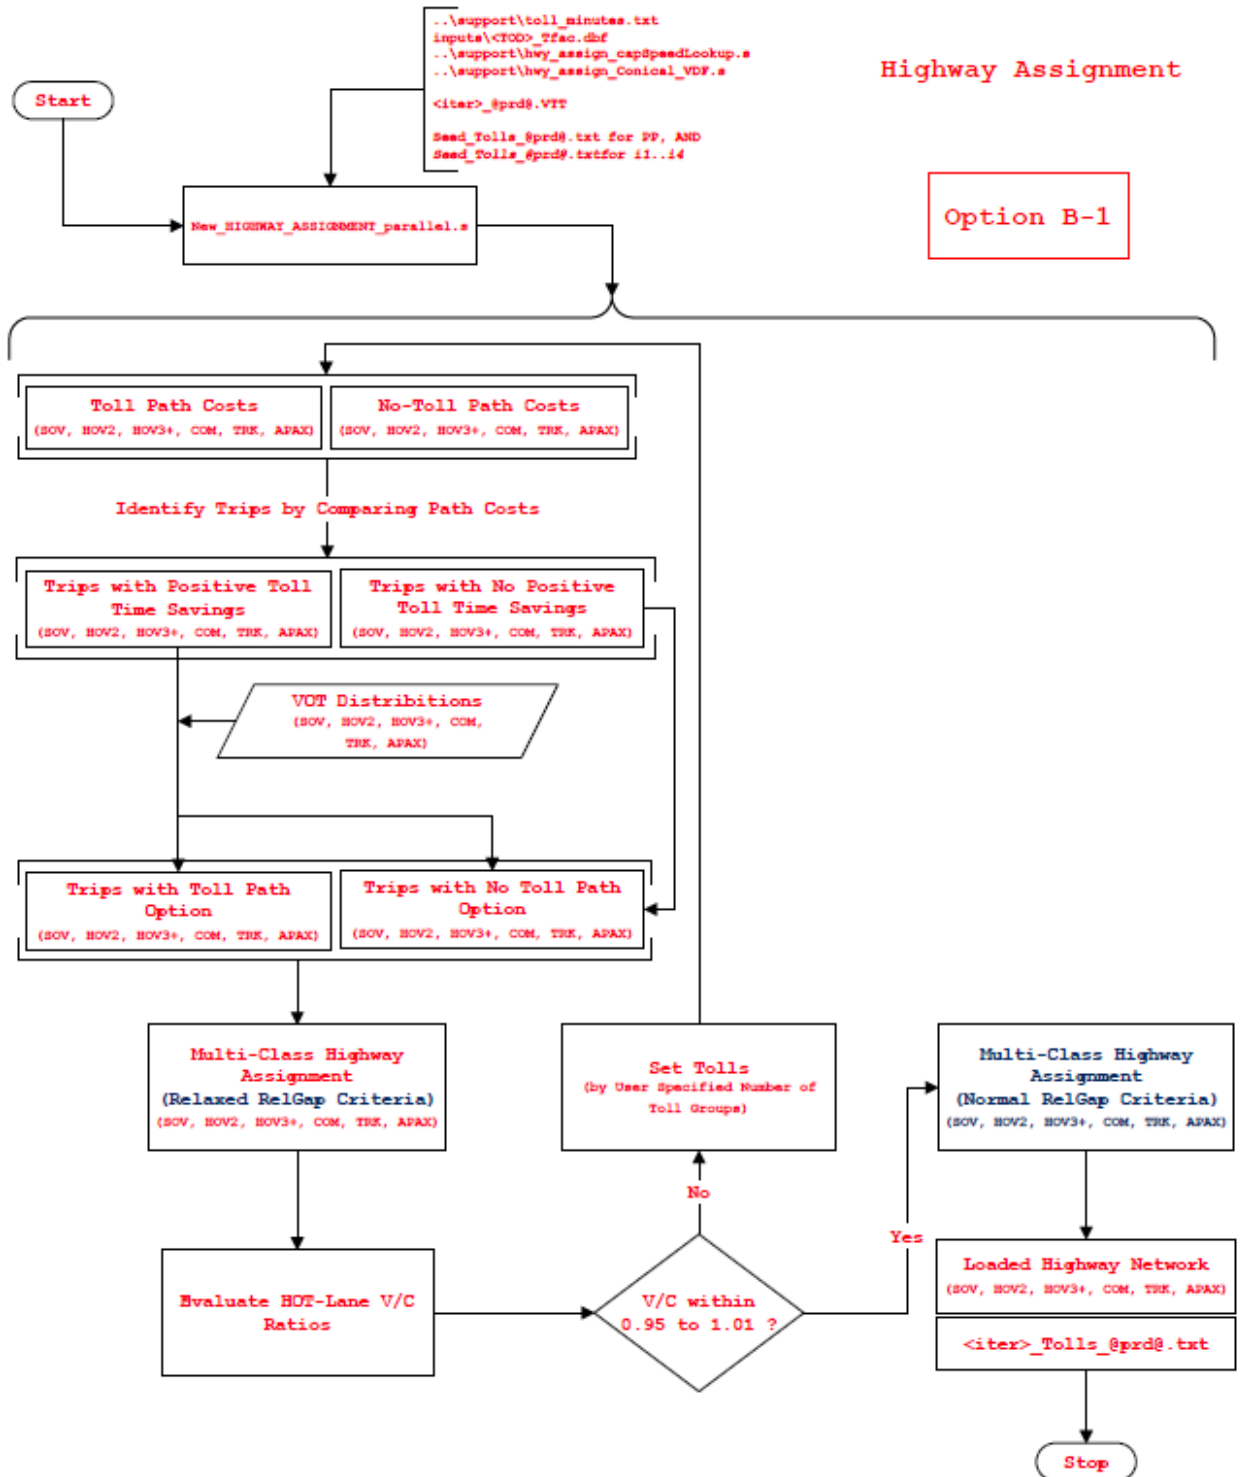 ..\support\toll_minutes.txt
inputs\<TOD>_Tfac.dbf
..\support\hwy_assign_capSpeedLookup.s
..\support\hwy_assign_Conical_VDF.s
<iter>_@prd@.VTT
Seed_Tolls_@prd@.txt for PP, AND
Seed_Tolls_@prd@.txtfor i1..i4
Highway Assignment
Start
Option B-1
New_HIGHWAY_ASSIGNMENT_parallel.s
Toll Path Costs
(SOV, HOV2, HOV3+, COM, TRK, APAX)
No-Toll Path Costs
(SOV, HOV2, HOV3+, COM, TRK, APAX)
Identify Trips by Comparing Path Costs
Trips with Positive Toll
Time Savings
(SOV, HOV2, HOV3+, COM, TRK, APAX)
Trips with No Positive
Toll Time Savings
(SOV, HOV2, HOV3+, COM, TRK, APAX)
VOT Distribitions
(SOV, HOV2, HOV3+, COM,
TRK, APAX)
Trips with Toll Path
Option
(SOV, HOV2, HOV3+, COM, TRK, APAX)
Trips with No Toll Path
Option
(SOV, HOV2, HOV3+, COM, TRK, APAX)
Multi-Class Highway
Assignment
(Relaxed RelGap Criteria)
(SOV, HOV2, HOV3+, COM, TRK, APAX)
Set Tolls
(by User Specified Number of
Toll Groups)
Multi-Class Highway
Assignment
(Normal RelGap Criteria)
(SOV, HOV2, HOV3+, COM, TRK, APAX)
No
Yes
Evaluate HOT-Lane V/C
Ratios
V/C within
0.95 to 1.01 ?
Loaded Highway Network
(SOV, HOV2, HOV3+, COM, TRK, APAX)
<iter>_Tolls_@prd@.txt
Stop